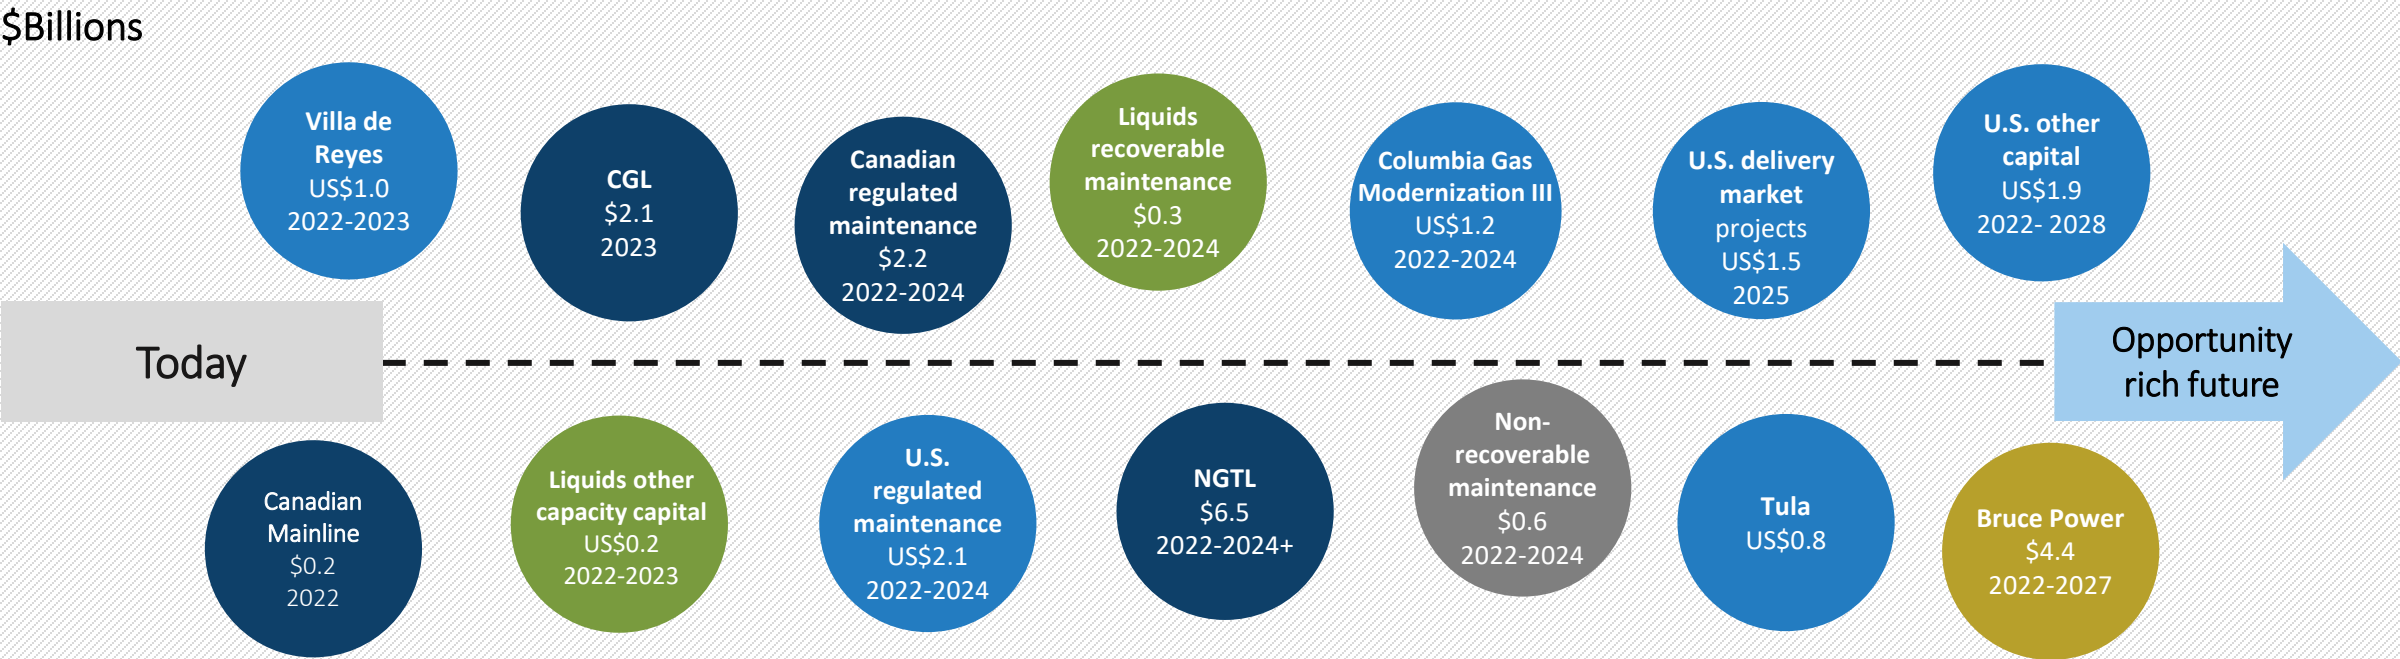 $Billions
Villa de
Reyes
US$1.0
2022-2023
CGL
$2.1
2023
Canadian
regulated
maintenance
$2.2
2022-2024
Liquids
recoverable
maintenance
$0.3
2022-2024
Columbia Gas
Modernization III
US$1.2
2022-2024
U.S. delivery
market
projects
US$1.5
2025
U.S. other
capital
US$1.9
2022- 2028
Today
Opportunity
rich future
Canadian
Mainline
$0.2
2022
Liquids other
capacity capital
US$0.2
2022-2023
U.S.
regulated
maintenance
US$2.1
2022-2024
NGTL
$6.5
2022-2024+
Non-
recoverable
maintenance
$0.6
2022-2024
Tula
US$0.8
Bruce Power
$4.4
2022-2027